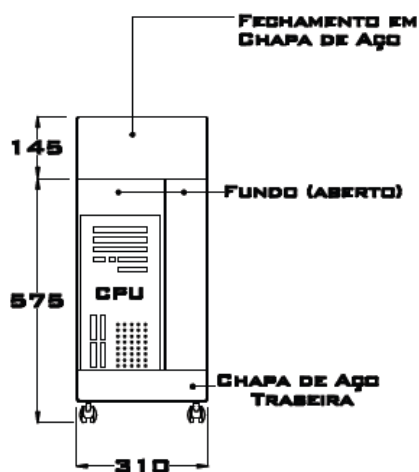 FECHAMENTO EM
CHAPA DE AÇO
145
FUNDO (ABERTO)
575
CPU
CHAPA DE AÇO
TRASEIRA
310